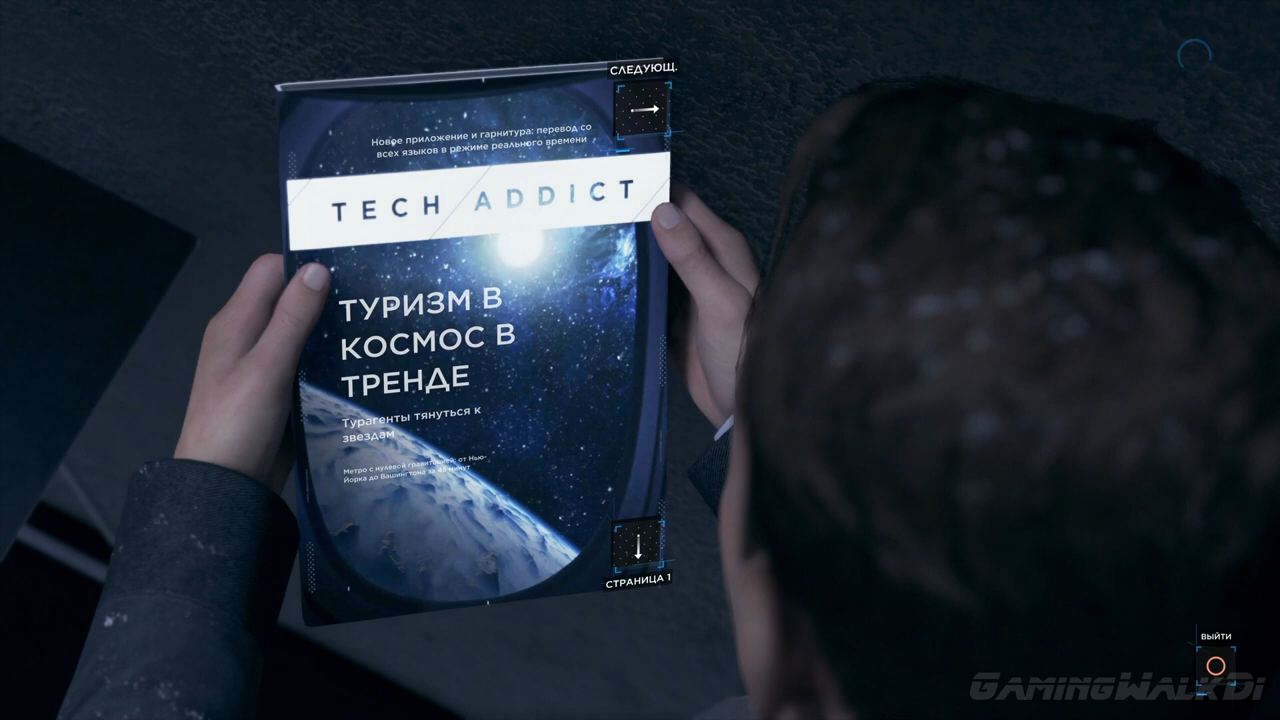 СЛЕДУЮЩ.
Новое приложение и гарнитура: перевод со
всех языков в режиме реального времени
TECH ADDICT
ТУРИЗМ В
КОСМОС В
ТРЕНДЕ
Турагенты тянуться к
звездам
Метро с нулевой гравитацией: от Нью-
Йорка до Вашингтона за 45 минут
СТРАНИЦА 1
ВЫЙТИ
GamingWalkDi